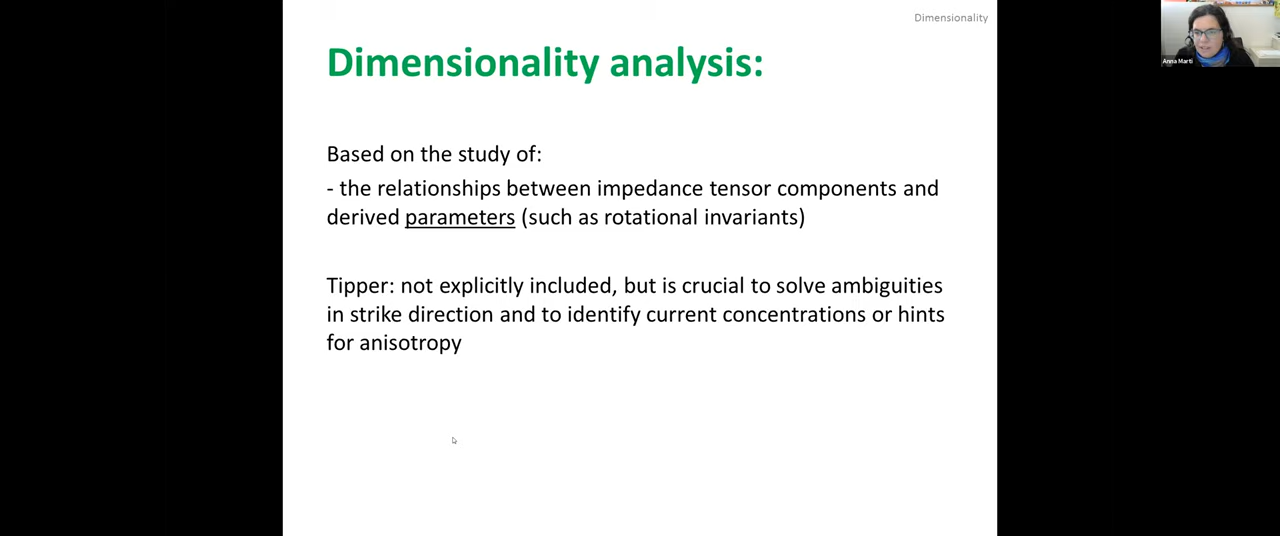 Dimensionality
Dimensionality analysis:
Anna Marti
Based on the study of:
- the relationships between impedance tensor components and
derived parameters (such as rotational invariants)
Tipper: not explicitly included, but is crucial to solve ambiguities
in strike direction and to identify current concentrations or hints
for anisotropy